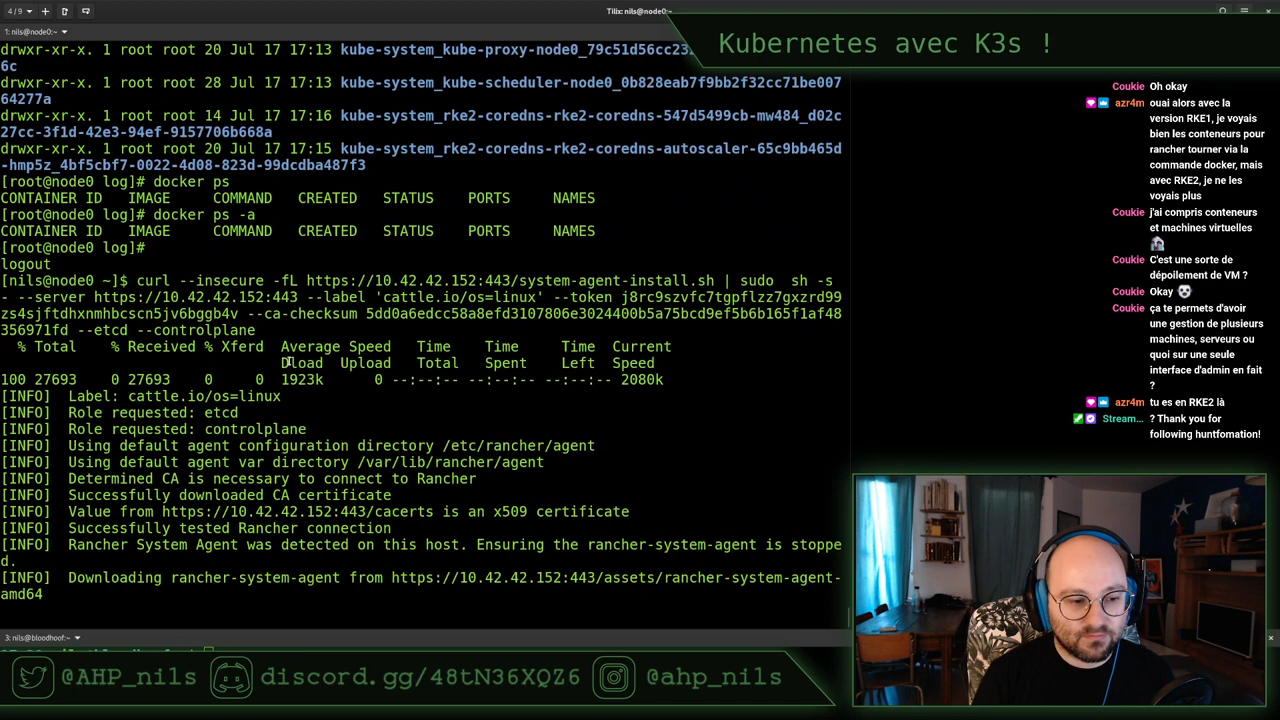 4 / 9
Tilix: nils@node0:~
1: nils@node0:~
Kubernetes avec K3s !
drwxr-xr-x. 1 root root 20 Jul 17 17:13 kube-system_kube-proxy-node0_79c51d56cc23
6c
drwxr-xr-x. 1 root root 28 Jul 17 17:13 kube-system_kube-scheduler-node0_0b828eab7f9bb2f32cc71be007
64277a
drwxr-xr-x. 1 root root 14 Jul 17 17:16 kube-system_rke2-coredns-rke2-coredns-547d5499cb-mw484_d02c
27cc-3f1d-42e3-94ef-9157706b668a
drwxr-xr-x. 1 root root 20 Jul 17 17:15 kube-system_rke2-coredns-rke2-coredns-autoscaler-65c9bb465d
-hmp5z_4bf5cbf7-0022-4d08-823d-99dcdba487f3
[root@node0 log]# docker ps
CONTAINER ID   IMAGE     COMMAND   CREATED   STATUS    PORTS     NAMES
[root@node0 log]# docker ps -a
CONTAINER ID   IMAGE     COMMAND   CREATED   STATUS    PORTS     NAMES
[root@node0 log]#
logout
[nils@node0 ~]$ curl --insecure -fL https://10.42.42.152:443/system-agent-install.sh | sudo  sh -s
- --server https://10.42.42.152:443 --label 'cattle.io/os=linux' --token j8rc9szvfc7tgpflzz7gxzrd99
zs4sjftdhxnmhbcscn5jv6bggb4v --ca-checksum 5dd0a6edcc58a8efd3107806e3024400b5a75bcd9ef5b6b165f1af48
356971fd --etcd --controlplane
% Total    % Received % Xferd  Average Speed   Time    Time     Time  Current
Dload  Upload   Total   Spent    Left  Speed
100 27693    0 27693    0     0  1923k      0 --:--:-- --:--:-- --:--:-- 2080k
[INFO]  Label: cattle.io/os=linux
[INFO]  Role requested: etcd
[INFO]  Role requested: controlplane
[INFO]  Using default agent configuration directory /etc/rancher/agent
[INFO]  Using default agent var directory /var/lib/rancher/agent
[INFO]  Determined CA is necessary to connect to Rancher
[INFO]  Successfully downloaded CA certificate
[INFO]  Value from https://10.42.42.152:443/cacerts is an x509 certificate
[INFO]  Successfully tested Rancher connection
[INFO]  Rancher System Agent was detected on this host. Ensuring the rancher-system-agent is stoppe
d.
[INFO]  Downloading rancher-system-agent from https://10.42.42.152:443/assets/rancher-system-agent-
amd64
3: nils@bloodhoof:~
Coukie Oh okay
azr4m ouai alors avec la
version RKE1, je voyais
bien les conteneurs pour
rancher tourner via la
commande docker, mais
avec RKE2, je ne les
voyais plus
Coukie j'ai compris conteneurs
et machines virtuelles
Coukie C'est une sorte de
dépoilement de VM ?
Coukie Okay
Coukie ça te permets d'avoir
une gestion de plusieurs
machines, serveurs ou
quoi sur une seule
interface d'admin en fait
?
azr4m tu es en RKE2 là
Stream... ? Thank you for
following huntfomation!
@AHP_nils
discord.gg/48tN36XQZ6
@ahp_nils